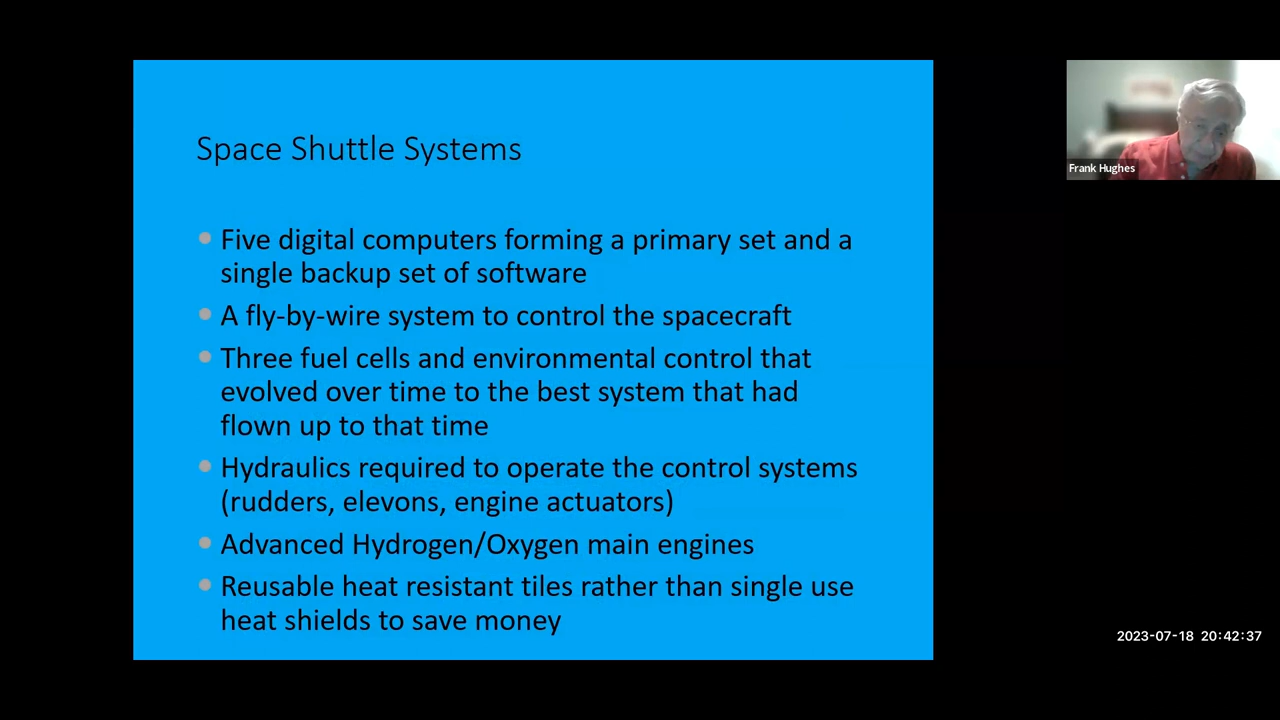 Space Shuttle Systems
Five digital computers forming a primary set and a
single backup set of software
A fly-by-wire system to control the spacecraft
Three fuel cells and environmental control that
evolved over time to the best system that had
flown up to that time
Hydraulics required to operate the control systems
(rudders, elevons, engine actuators)
Advanced Hydrogen/Oxygen main engines
Reusable heat resistant tiles rather than single use
heat shields to save money
Frank Hughes
2023-07-18 20:42:37